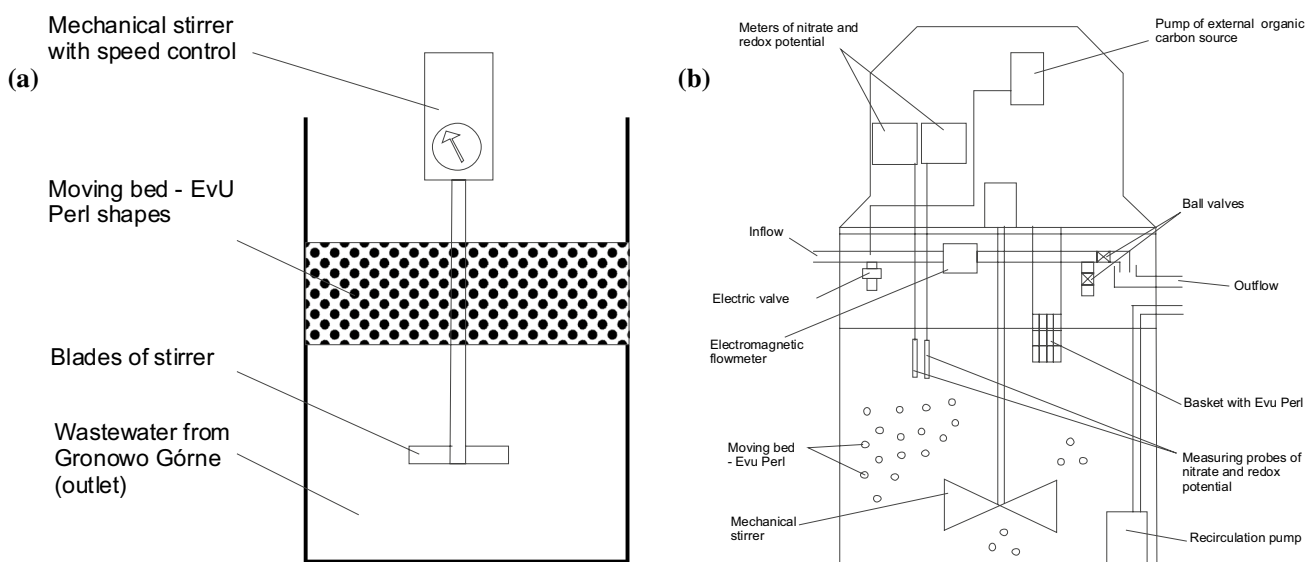 (a)
Mechanical stirrer
with speed control
Moving bed - EvU
Perl shapes
Blades of stirrer
Wastewater from
Gronowo Górne
(outlet)
(b)
Meters of nitrate and
redox potential
Pump of external organic
carbon source
Ball valves
Inflow
Electric valve
Outflow
Electromagnetic
flowmeter
Basket with Evu Perl
Moving bed
- Evu Perl
Measuring probes of
nitrate and redox
potential
Mechanical
stirrer
Recirculation pump